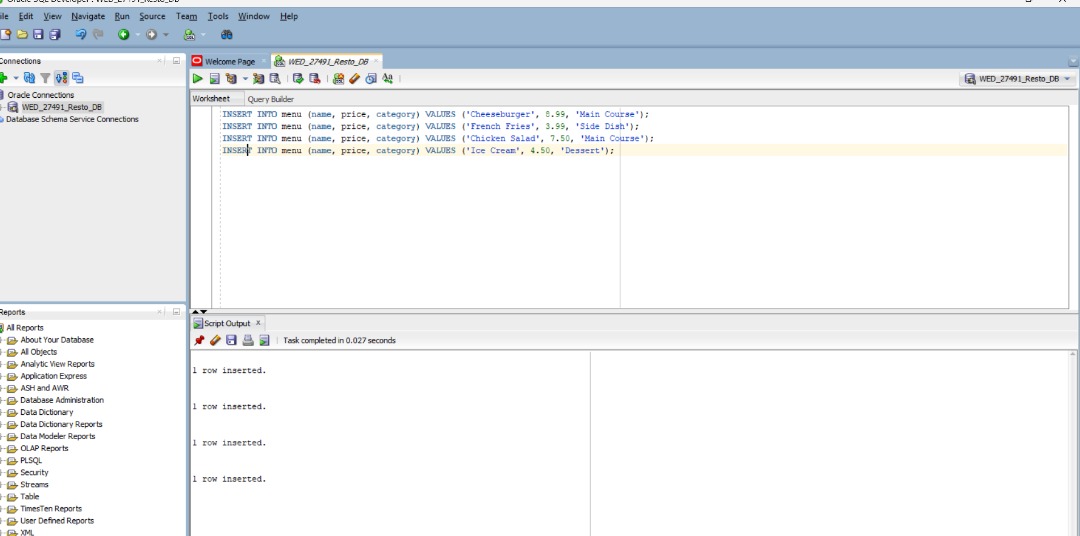 Oracle SQL Developer : WED_27491_Resto_DB
File Edit View Navigate Run Source Team Tools Window Help
Connections
Oracle Connections
WED_27491_Resto_DB
Database Schema Service Connections
Welcome Page
WED_27491_Resto_DB
WED_27491_Resto_DB
Worksheet Query Builder
INSERT INTO menu (name, price, category) VALUES ('Cheeseburger', 8.99, 'Main Course');
INSERT INTO menu (name, price, category) VALUES ('French Fries', 3.99, 'Side Dish');
INSERT INTO menu (name, price, category) VALUES ('Chicken Salad', 7.50, 'Main Course');
INSERT INTO menu (name, price, category) VALUES ('Ice Cream', 4.50, 'Dessert');
Reports
All Reports
About Your Database
All Objects
Analytic View Reports
Application Express
ASH and AWR
Database Administration
Data Dictionary
Data Dictionary Reports
Data Modeler Reports
OLAP Reports
PLSQL
Security
Streams
Table
TimesTen Reports
User Defined Reports
XML
Script Output x
Task completed in 0.027 seconds
1 row inserted.
1 row inserted.
1 row inserted.
1 row inserted.